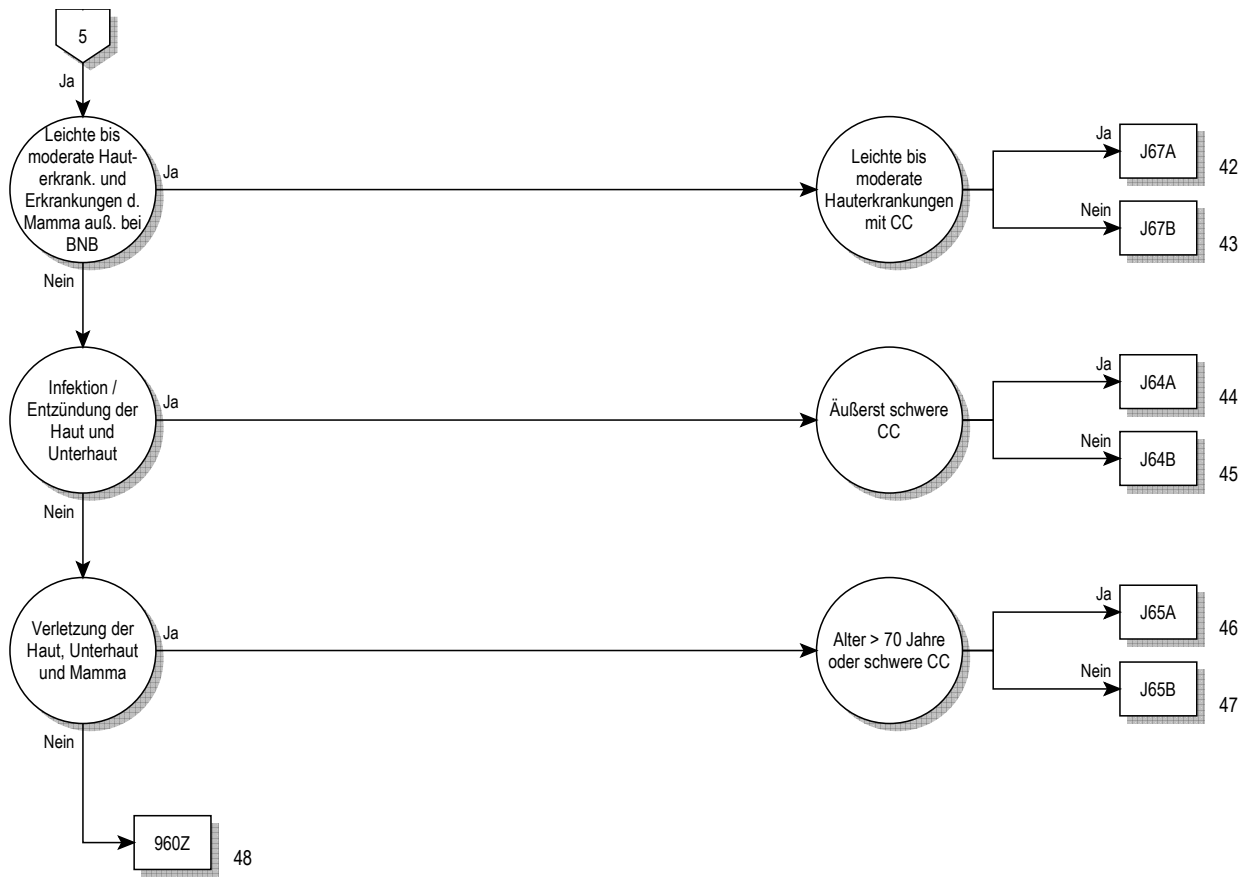 5
Ja
Leichte bis
moderate Haut-
erkrank. und
Erkrankungen d.
Mamma auß. bei
BNB
Ja
Leichte bis
moderate
Hauterkrankungen
mit CC
Ja
J67A
42
Nein
J67B
43
Nein
Infektion /
Entzündung der
Haut und
Unterhaut
Ja
Äußerst schwere
CC
Ja
J64A
44
Nein
J64B
45
Nein
Verletzung der
Haut, Unterhaut
und Mamma
Ja
Alter > 70 Jahre
oder schwere CC
Ja
J65A
46
Nein
J65B
47
Nein
960Z
48